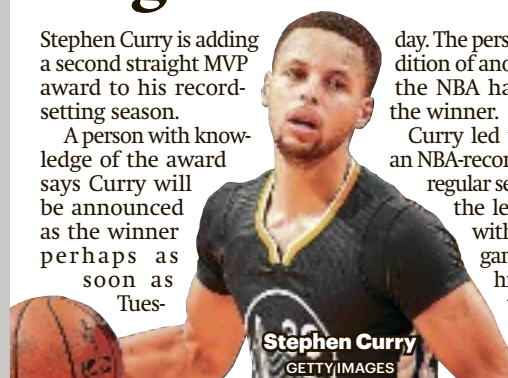 Stephen Curry is adding
a second straight MVP
award to his record-
setting season.
A person with know-
ledge of the award
says Curry will
be announced
as the winner
perhaps as
soon as
Tues-
day. The pers
dition of ano
the NBA ha
the winner.
Curry led
an NBA-recor
regular se
the le
with
gan
Stephen Curry
GETTY IMAGES